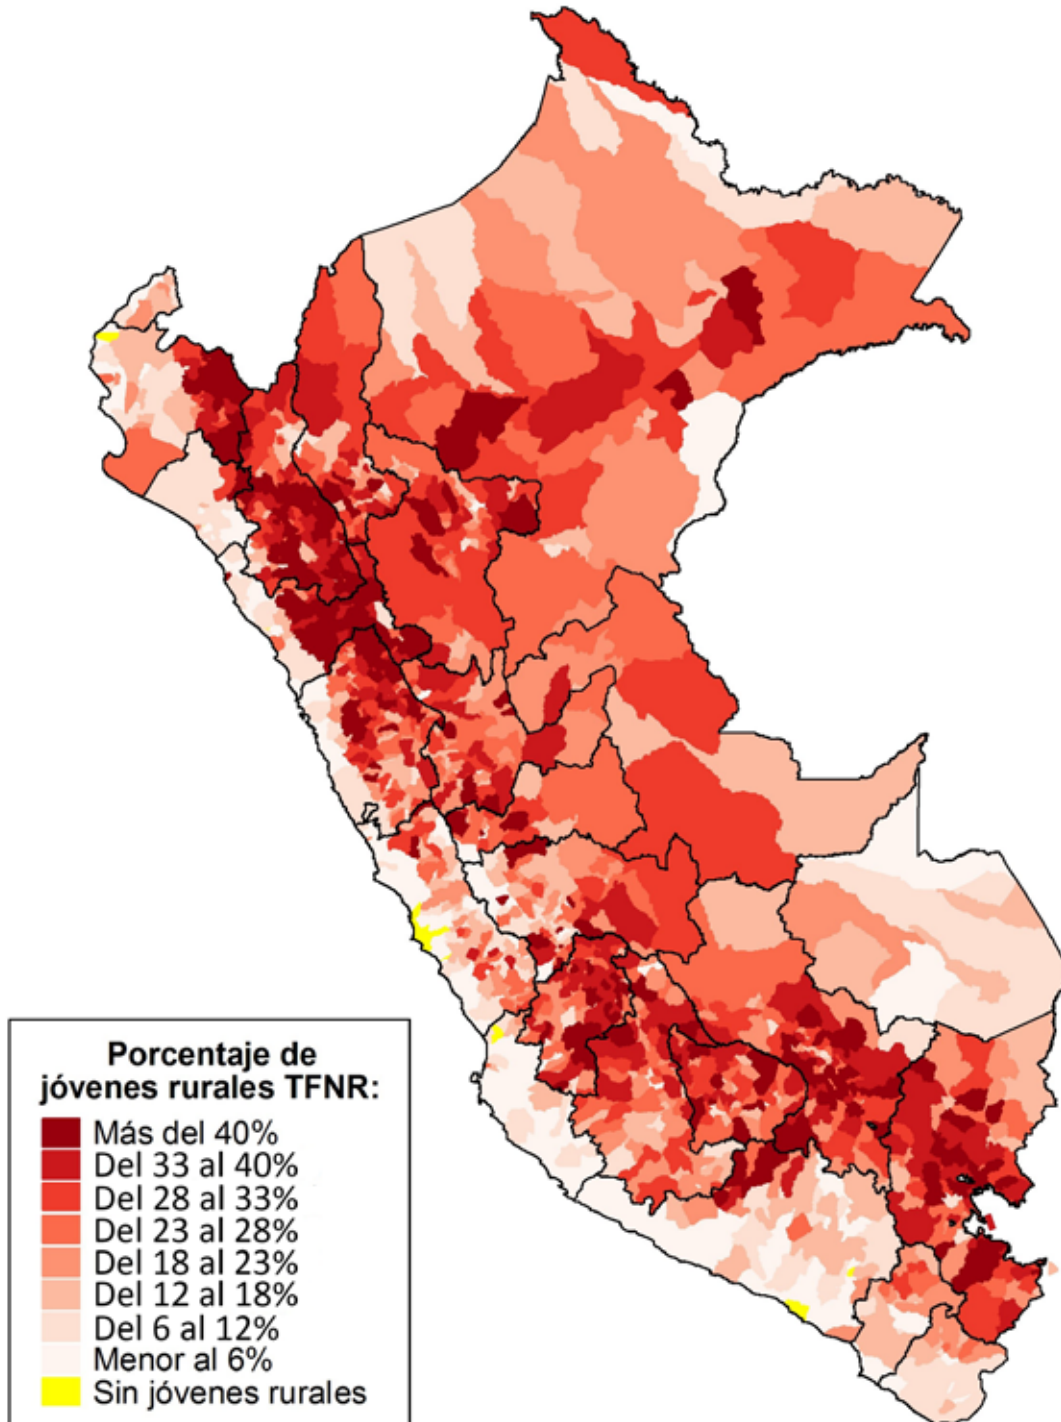 Porcentaje de
jóvenes rurales TFNR:
Más del 40%
Del 33 al 40%
Del 28 al 33%
Del 23 al 28%
Del 18 al 23%
Del 12 al 18%
Del 6 al 12%
Menor al 6%
Sin jóvenes rurales